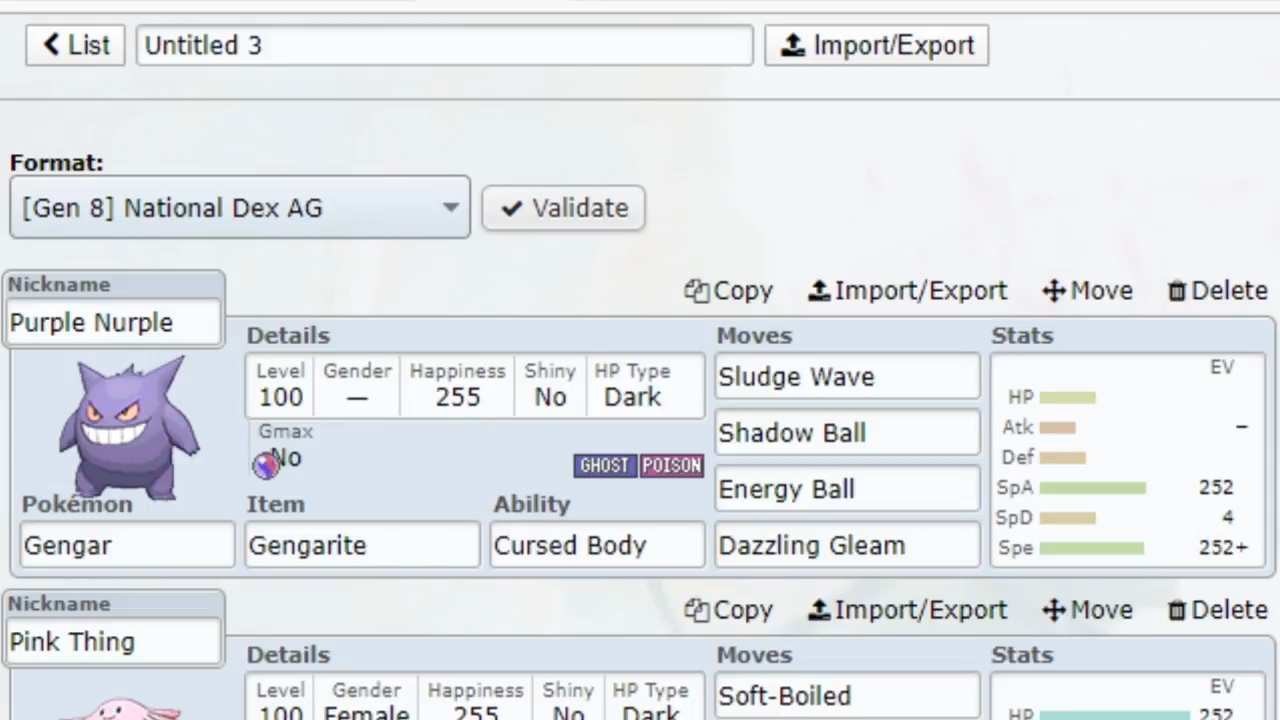 List
Untitled 3
Import/Export
Format:
[Gen 8] National Dex AG
Validate
Nickname
Purple Nurple
Copy
Import/Export
Move
Delete
Details
Level Gender Happiness Shiny HP Type
100 — 255 No Dark
Gmax
No
GHOST POISON
Pokémon Item Ability
Gengar Gengarite Cursed Body
Moves
Sludge Wave
Shadow Ball
Energy Ball
Dazzling Gleam
Stats
EV
HP
Atk –
Def
SpA 252
SpD 4
Spe 252+
Nickname
Pink Thing
Copy
Import/Export
Move
Delete
Details
Level Gender Happiness Shiny HP Type
100 Female 255 No Dark
Moves
Soft-Boiled
Stats
EV
HP 252